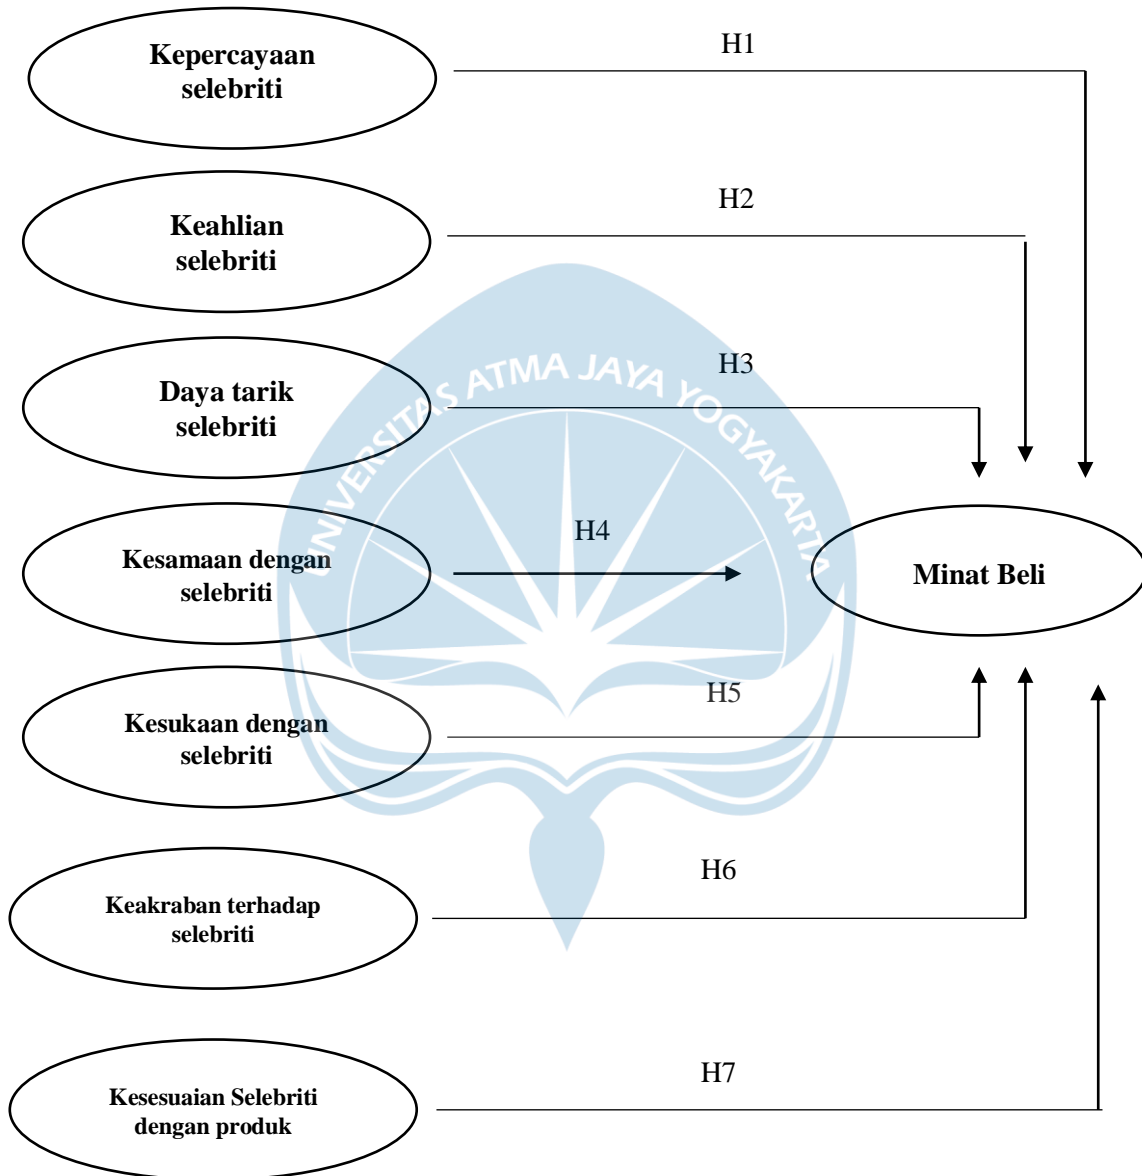 H1
Kepercayaan
selebriti
H2
Keahlian
selebriti
UNIVERSITAS ATMA JAYA YOGYAKARTA
H3
Daya tarik
selebriti
H4
Kesamaan dengan
selebriti
Minat Beli
H5
Kesukaan dengan
selebriti
H6
Keakraban terhadap
selebriti
H7
Kesesuaian Selebriti
dengan produk